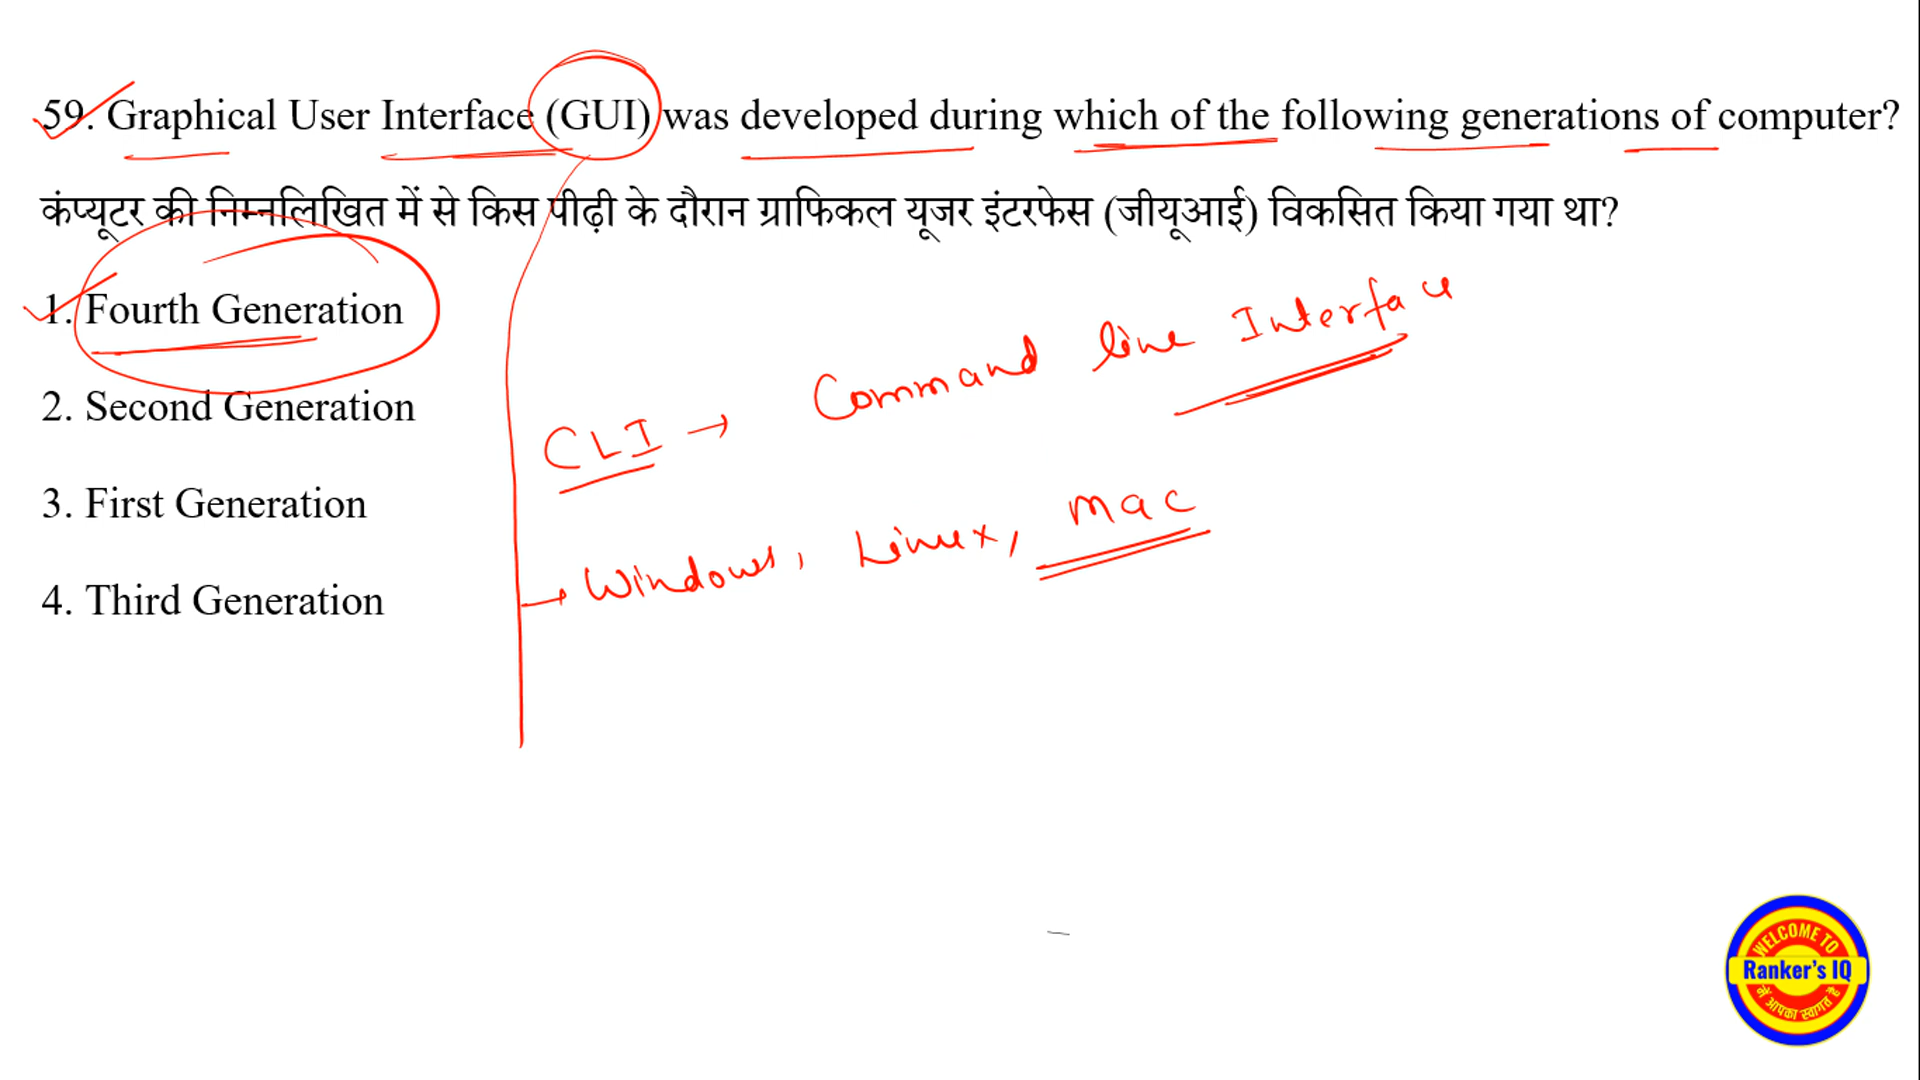 59. Graphical User Interface (GUI) was developed during which of the following generations of computer?
कंप्यूटर की निम्नलिखित में से किस पीढ़ी के दौरान ग्राफिकल यूजर इंटरफेस (जीयूआई) विकसित किया गया था?
1. Fourth Generation
2. Second Generation
3. First Generation
4. Third Generation
CLI → Command line Interface
→ Windows, Linux, Mac
WELCOME TO
Ranker's IQ
में आपका स्वागत है